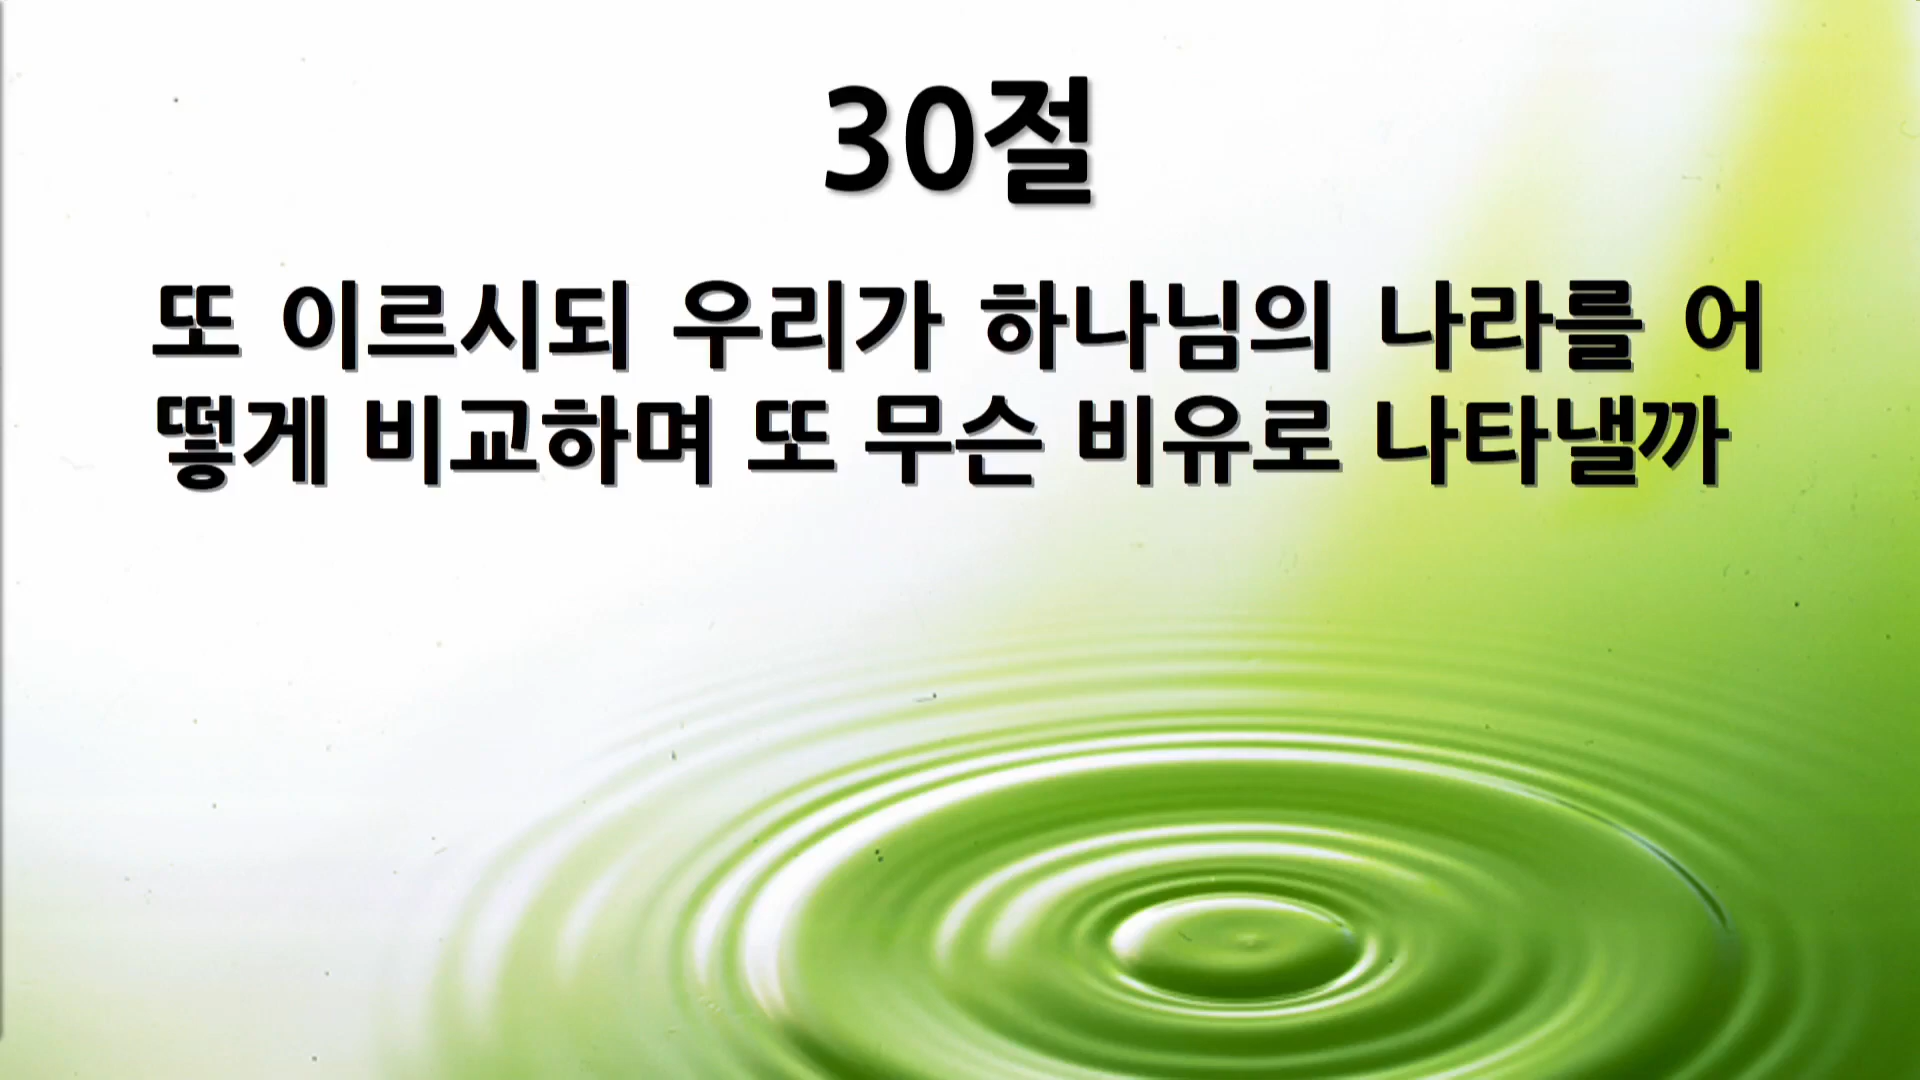 30절
또 이르시되 우리가 하나님의 나라를 어
떻게 비교하며 또 무슨 비유로 나타낼까